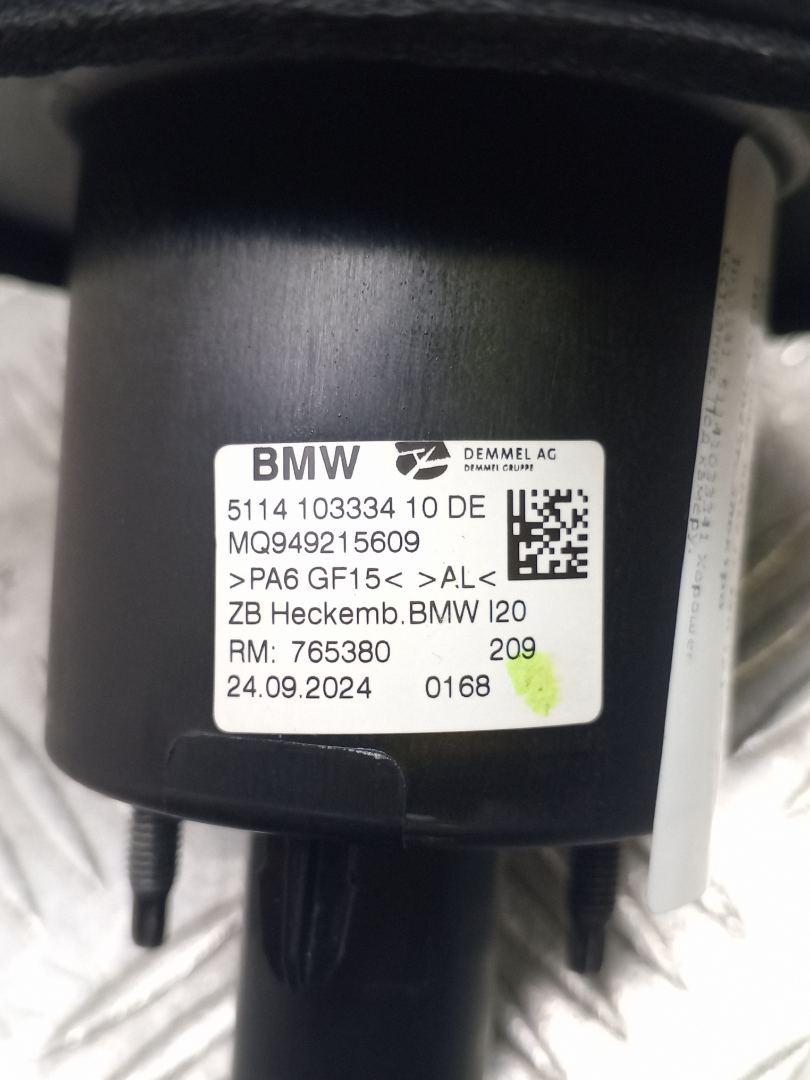 BMW
DEMMEL AG
DEMMEL GRUPPE
5114 103334 10 DE
MQ949215609
>PA6 GF15< >AL<
ZB Heckemb.BMW I20
RM: 765380 209
24.09.2024 0168